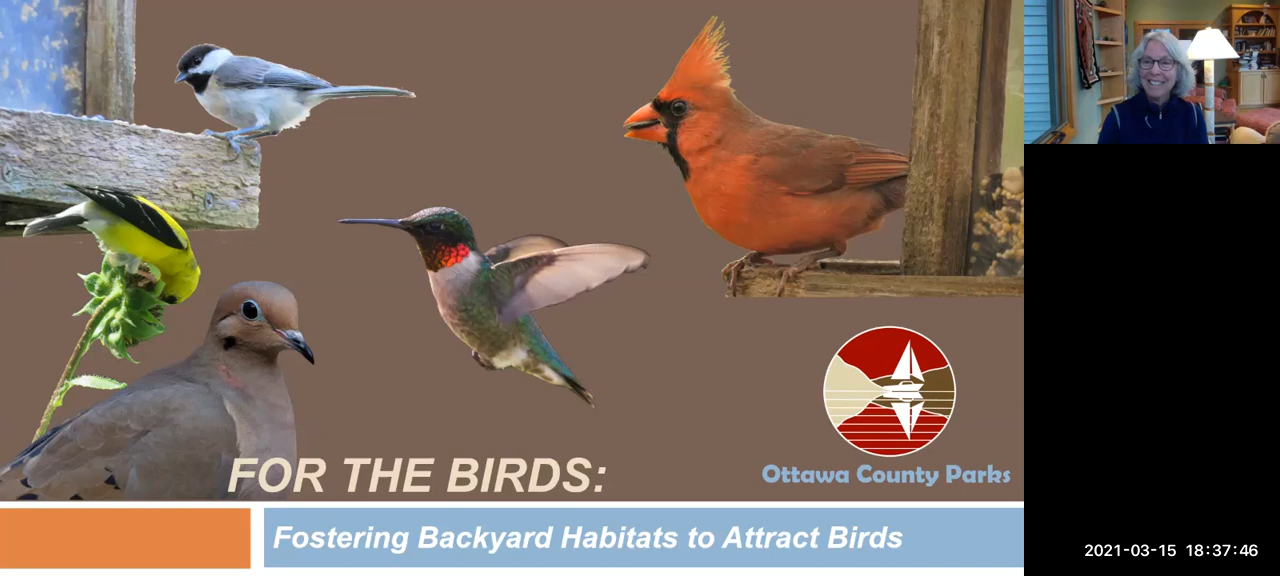 FOR THE BIRDS:
Ottawa County Parks
Fostering Backyard Habitats to Attract Birds
2021-03-15 18:37:46